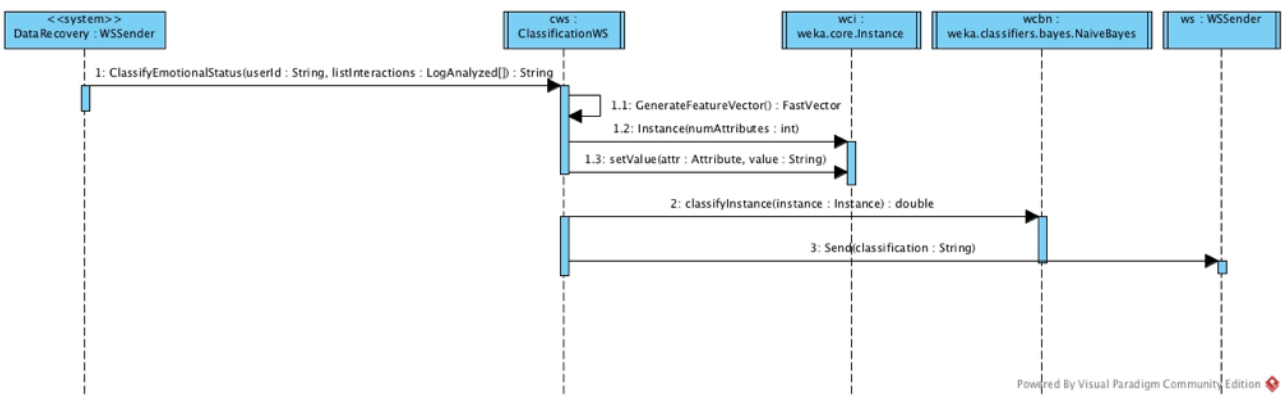 <<system>>
DataRecovery : WSSender
cws :
ClassificationWS
wci :
weka.core.Instance
wcbn :
weka.classifiers.bayes.NaiveBayes
ws : WSSender
1: ClassifyEmotionalStatus(userId : String, listInteractions : LogAnalyzed[]) : String
1.1: GenerateFeatureVector() : FastVector
1.2: Instance(numAttributes : int)
1.3: setValue(attr : Attribute, value : String)
2: classifyInstance(instance : Instance) : double
3: Send(classification : String)
Powered By Visual Paradigm Community Edition